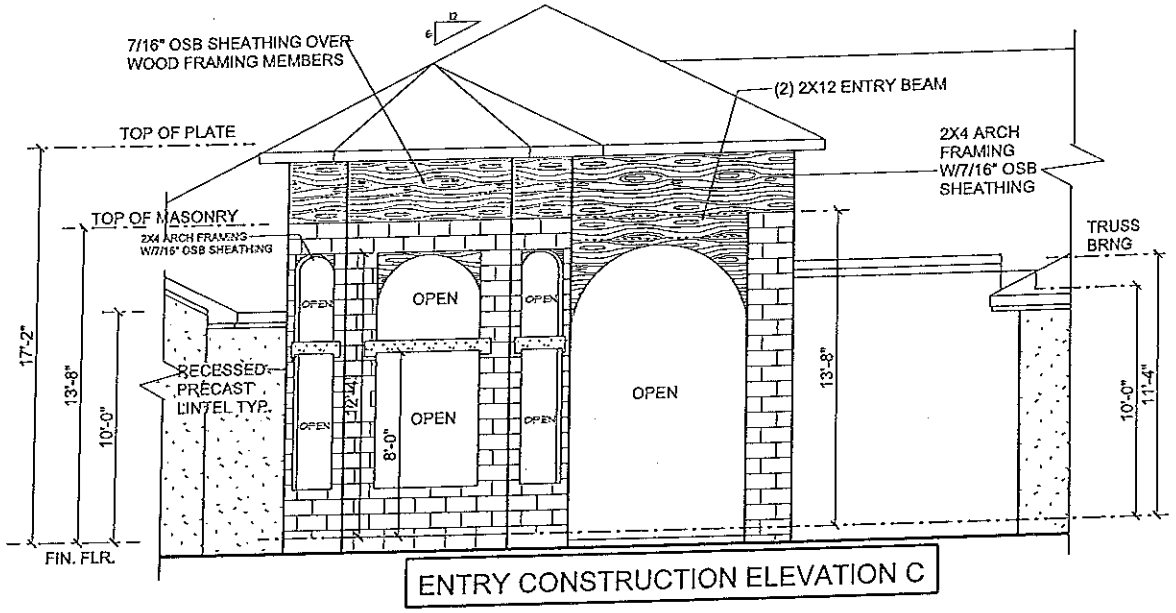 12
6
7/16" OSB SHEATHING OVER
WOOD FRAMING MEMBERS
(2) 2X12 ENTRY BEAM
TOP OF PLATE
2X4 ARCH
FRAMING
W/7/16" OSB
SHEATHING
TOP OF MASONRY
2X4 ARCH FRAMING
W/7/16" OSB SHEATHING
TRUSS
BRNG
OPEN
OPEN
OPEN
17'-2"
13'-8"
10'-0"
RECESSED
PRECAST
LINTEL TYP.
OPEN
12'-4"
8'-0"
OPEN
OPEN
OPEN
13'-8"
10'-0"
11'-4"
FIN. FLR.
ENTRY CONSTRUCTION ELEVATION C